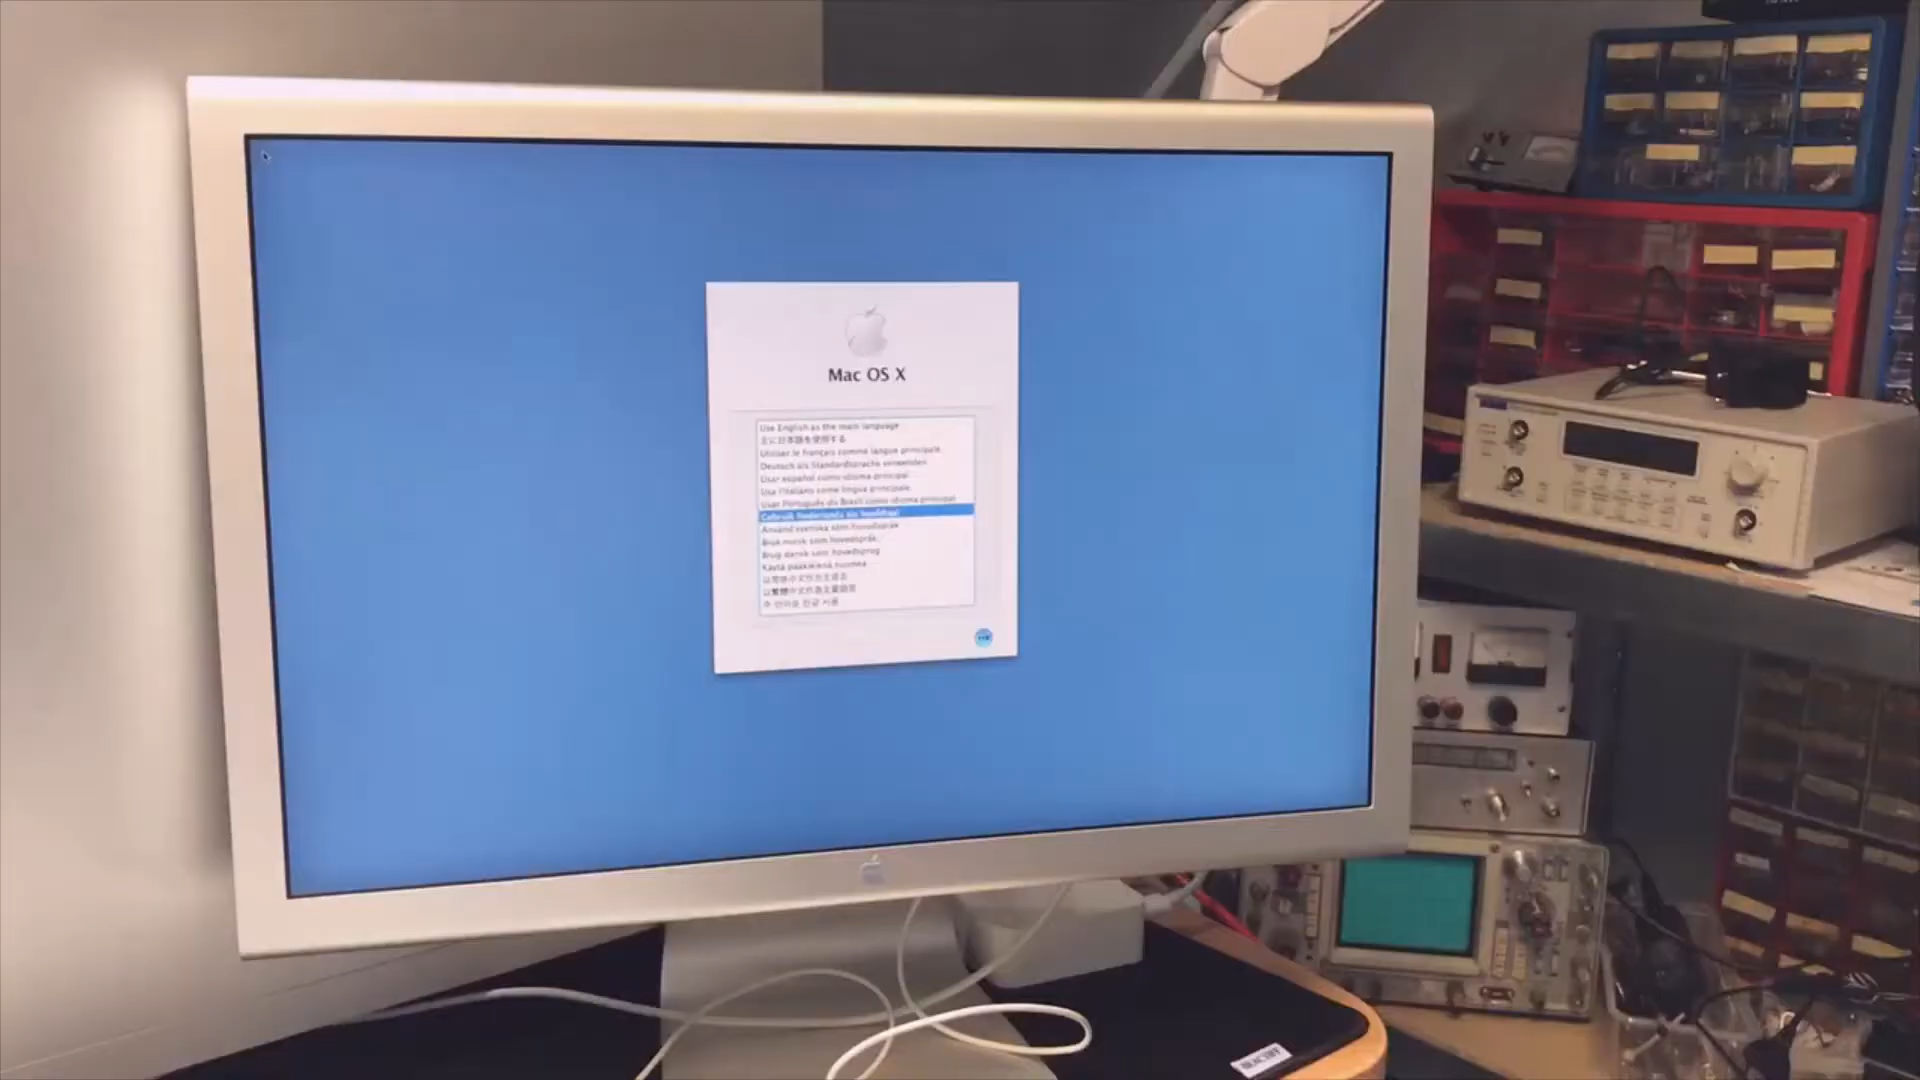 Mac OS X
Use English as the main language
主に日本語を使用する
Utiliser le français comme langue principale
Deutsch als Standardsprache verwenden
Usar español como idioma principal
Usa l'italiano come lingua principale
Usar Português do Brasil como idioma principal
Gebruik Nederlands als hoofdtaal
Använd svenska som huvudspråk
Bruk norsk som hovedspråk
Brug dansk som hovedsprog
Käytä pääkielenä suomea